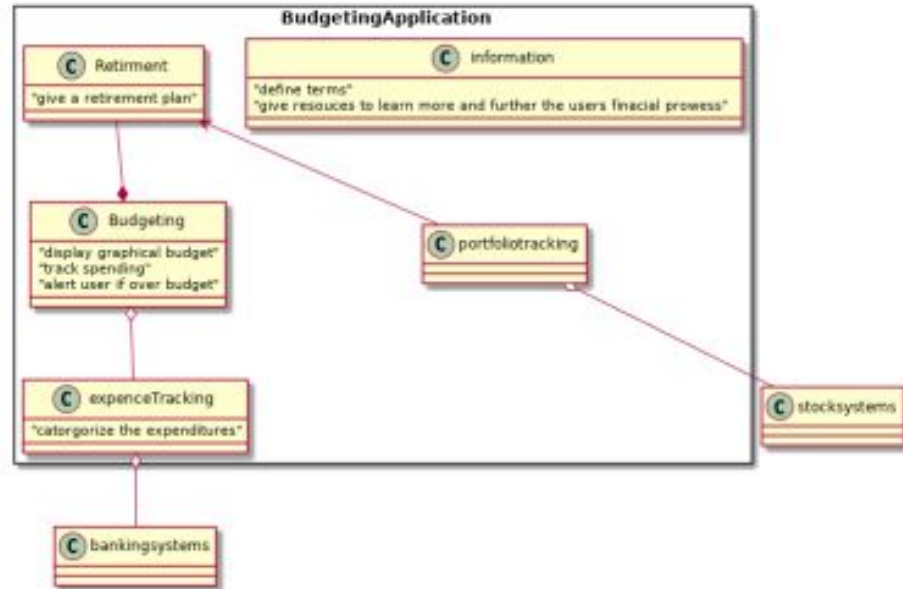 BudgetingApplication
C Retirment
"give a retirement plan"
C information
"define terms"
"give resouces to learn more and further the users finacial prowess"
C Budgeting
"display graphical budget"
"track spending"
"alert user if over budget"
C portfoliotracking
C expenceTracking
"catorgorize the expenditures"
C stocksystems
C bankingsystems